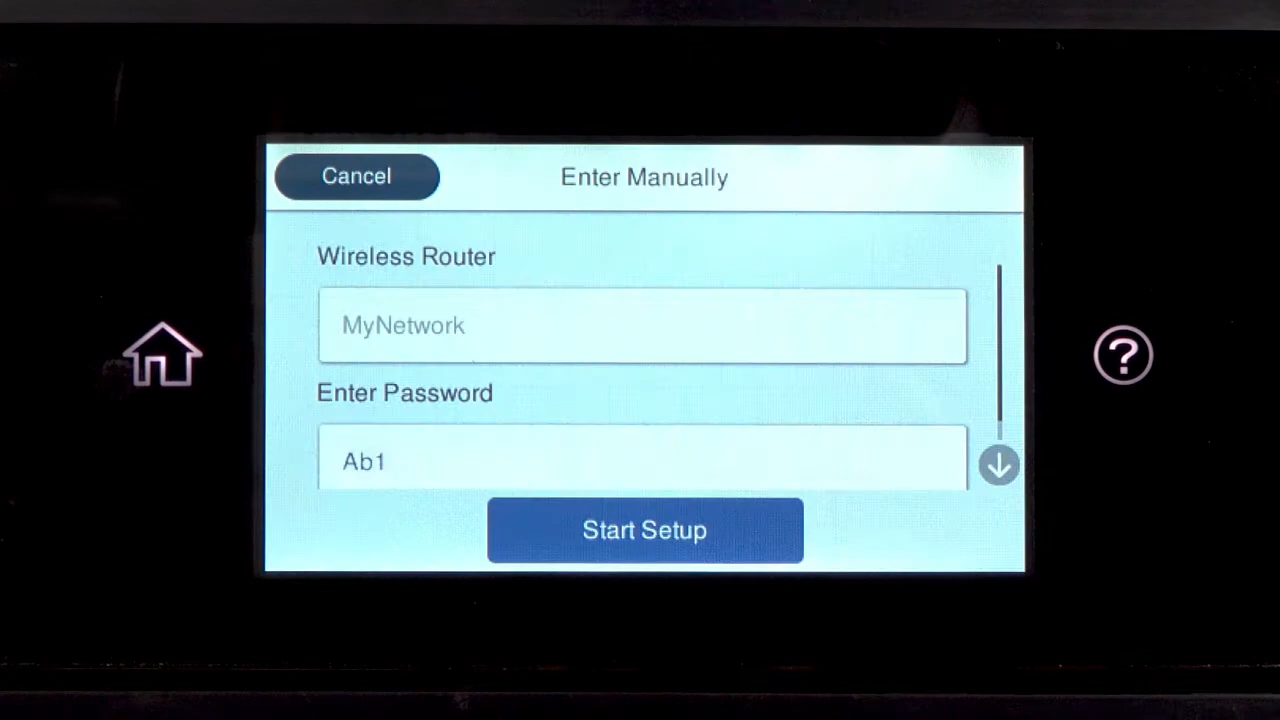 Cancel
Enter Manually
Wireless Router
MyNetwork
Enter Password
Ab1
Start Setup
?